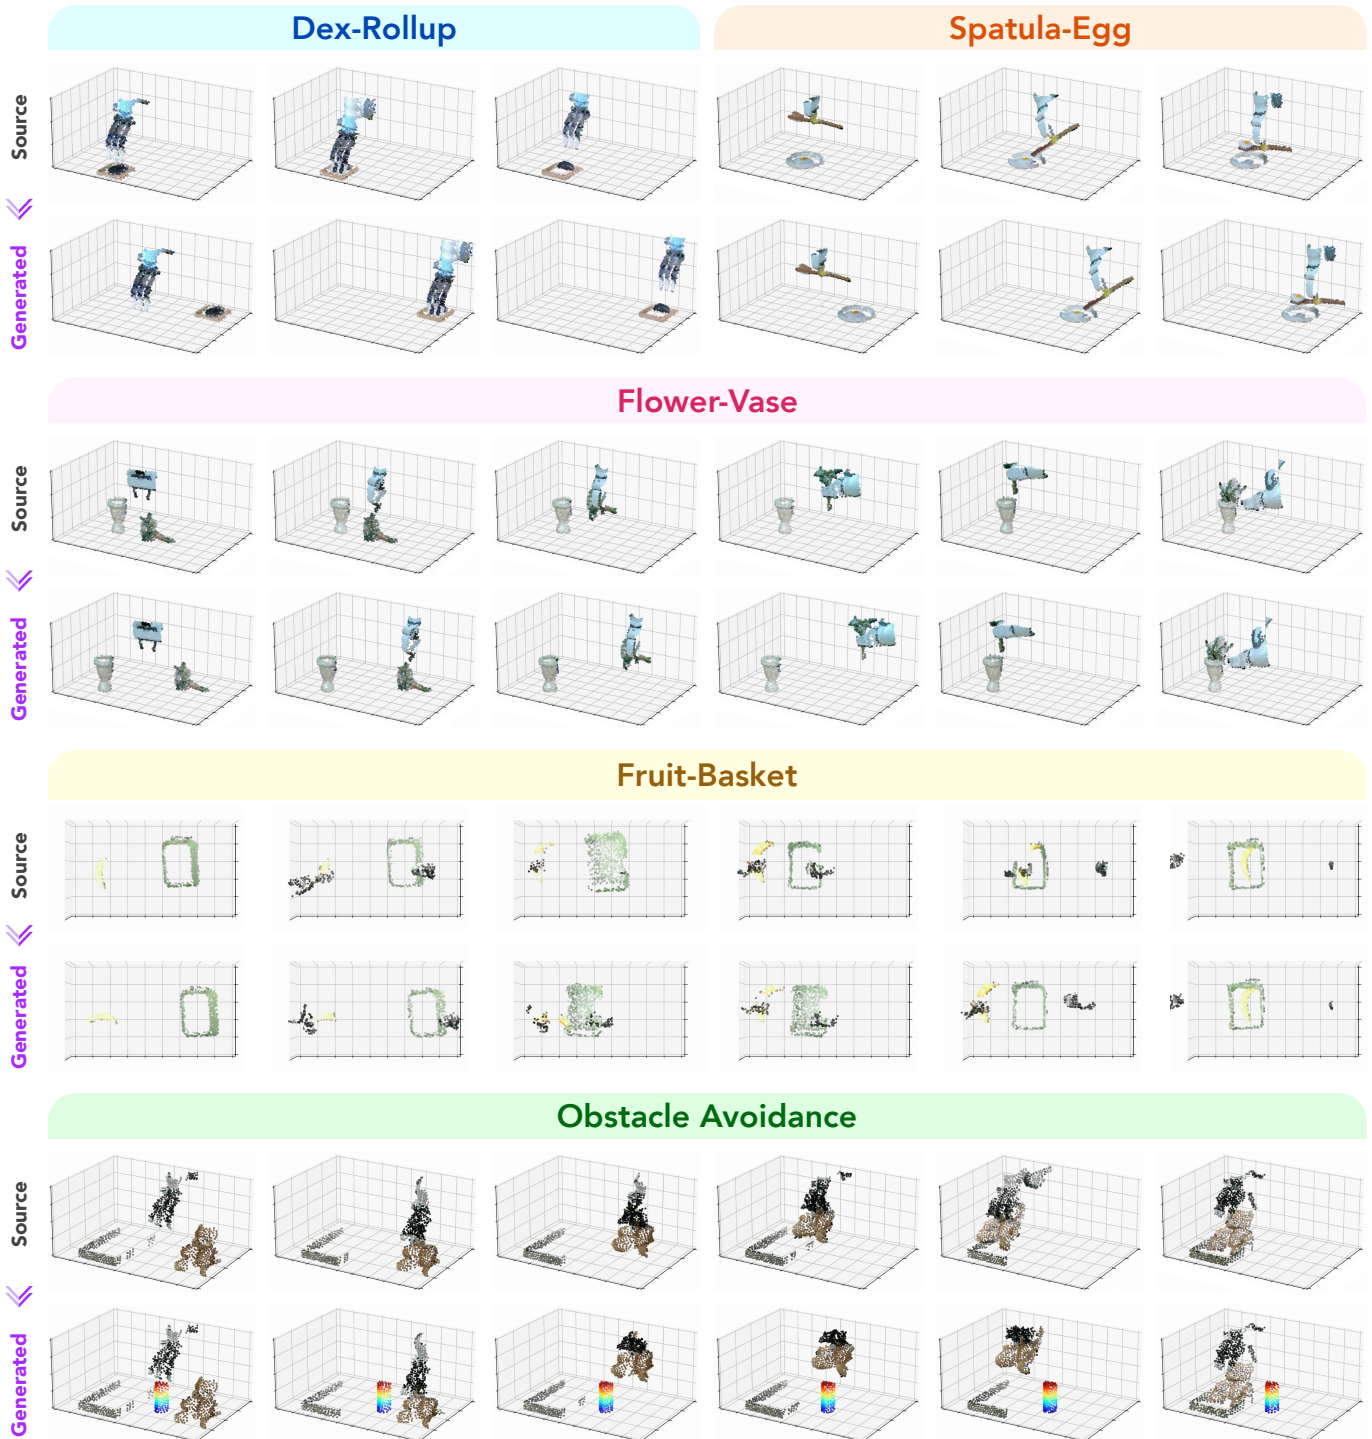 Dex-Rollup
Spatula-Egg
Source
Generated
Flower-Vase
Source
Generated
Fruit-Basket
Source
Generated
Obstacle Avoidance
Source
Generated